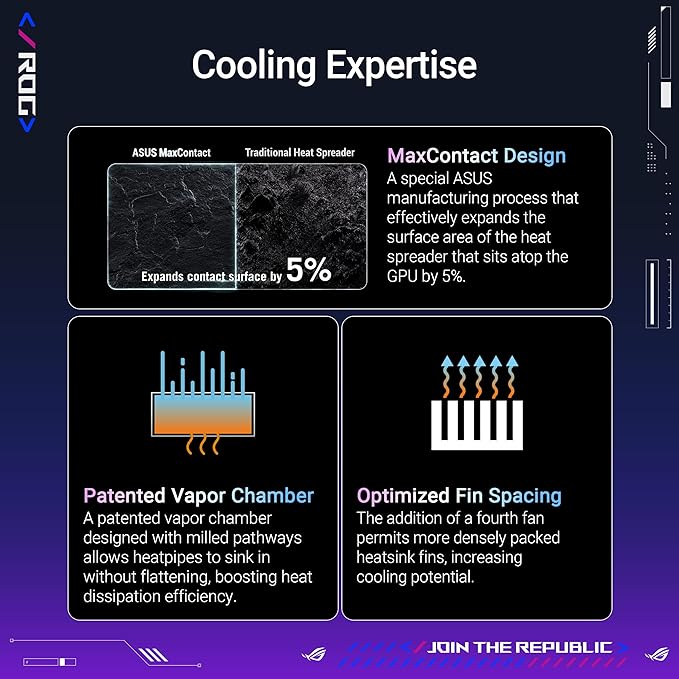 </ROG>
Cooling Expertise
ASUS MaxContact
Traditional Heat Spreader
Expands contact surface by 5%
MaxContact Design
A special ASUS
manufacturing process that
effectively expands the
surface area of the heat
spreader that sits atop the
GPU by 5%.
Patented Vapor Chamber
A patented vapor chamber
designed with milled pathways
allows heatpipes to sink in
without flattening, boosting heat
dissipation efficiency.
Optimized Fin Spacing
The addition of a fourth fan
permits more densely packed
heatsink fins, increasing
cooling potential.
</JOIN THE REPUBLIC>